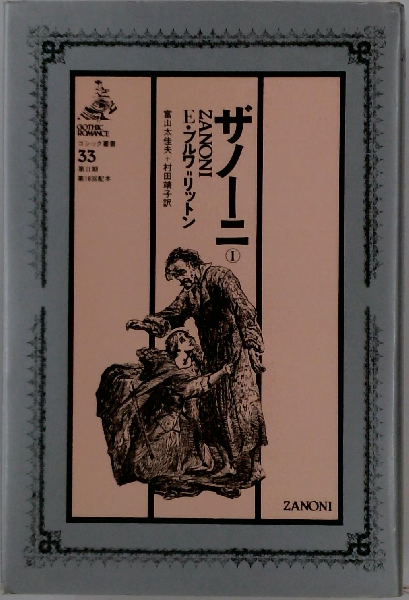 GOTHIC
ROMANCE
ゴシック叢書
33
第II期
第16回配本
ザノーニ①
ZANONI
E・ブルワ=リットン
富山太佳夫+村田靖子訳
ZANONI